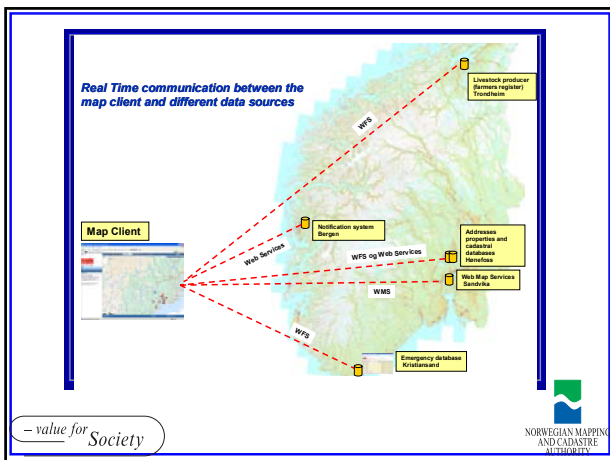 Real Time communication between the
map client and different data sources
Livestock producer
(farmers register)
Trondheim
WFS
Notification system
Bergen
Map Client
Web Services
Addresses
properties and
cadastral
databases
Hønefoss
WFS og Web Services
Web Map Services
Sandvika
WMS
WFS
Emergency database
Kristiansand
– value for Society
NORWEGIAN MAPPING
AND CADASTRE
AUTHORITY